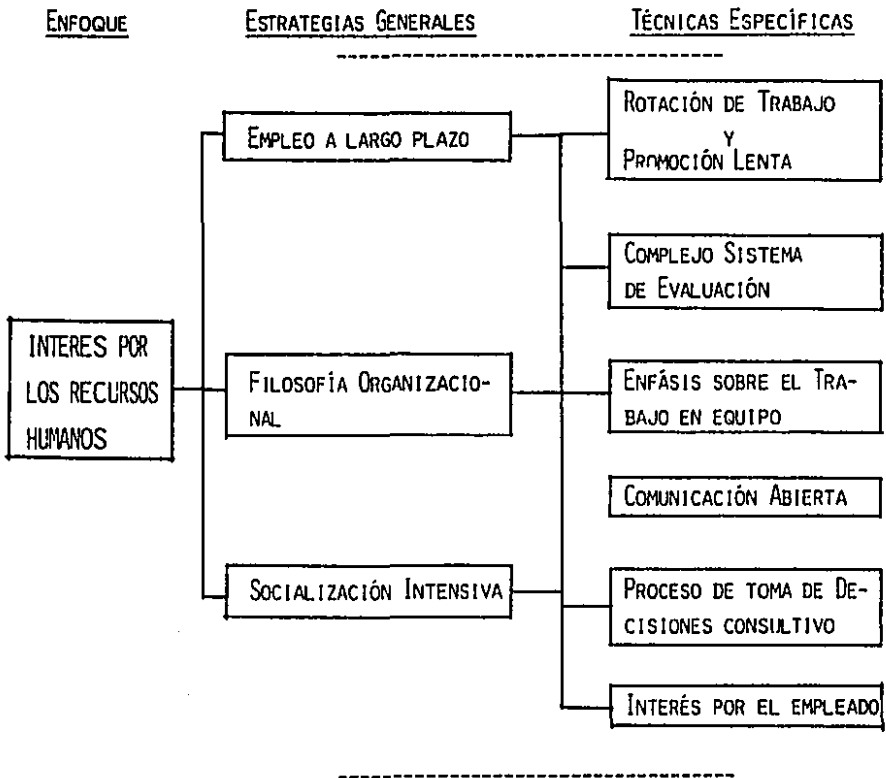 ENFOQUE
ESTRATEGIAS GENERALES
TÉCNICAS ESPECÍFICAS
INTERES POR
LOS RECURSOS
HUMANOS
EMPLEO A LARGO PLAZO
FILOSOFÍA ORGANIZACIO-
NAL
SOCIALIZACIÓN INTENSIVA
ROTACIÓN DE TRABAJO
Y
PROMOCIÓN LENTA
COMPLEJO SISTEMA
DE EVALUACIÓN
ENFÁSIS SOBRE EL TRA-
BAJO EN EQUIPO
COMUNICACIÓN ABIERTA
PROCESO DE TOMA DE DE-
CISIONES CONSULTIVO
INTERÉS POR EL EMPLEADO